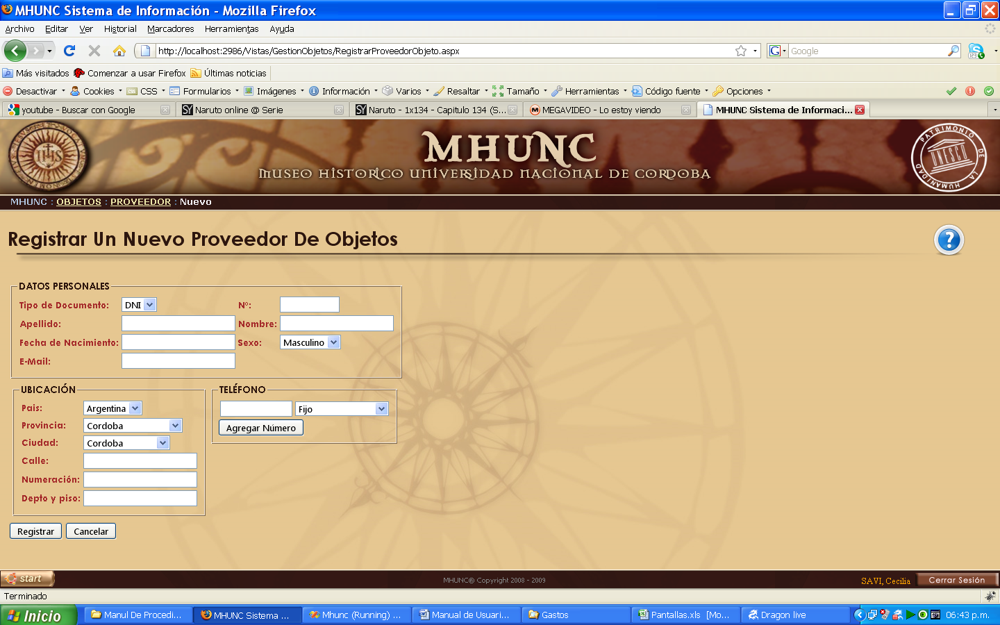 MHUNC Sistema de Información - Mozilla Firefox
Archivo Editar Ver Historial Marcadores Herramientas Ayuda
http://localhost:2986/Vistas/GestionObjetos/RegistrarProveedorObjeto.aspx
Google
Más visitados Comenzar a usar Firefox Últimas noticias
Desactivar Cookies CSS Formularios Imágenes Información Varios Resaltar Tamaño Herramientas Código fuente Opciones
youtube - Buscar con Google
Naruto online @ Serie
Naruto - 1x134 - Capitulo 134 (S...
MEGAVIDEO - Lo estoy viendo
MHUNC Sistema de Informaci...
IHS
MHUNC
MUSEO HISTORICO UNIVERSIDAD NACIONAL DE CORDOBA
PATRIMONIO DE LA HUMANIDAD
UNESCO
MHUNC : OBJETOS : PROVEEDOR : Nuevo
Registrar Un Nuevo Proveedor De Objetos
?
DATOS PERSONALES
Tipo de Documento: DNI Nº:
Apellido: Nombre:
Fecha de Nacimiento: Sexo: Masculino
E-Mail:
UBICACIÓN
Pais: Argentina
Provincia: Cordoba
Ciudad: Cordoba
Calle:
Numeración:
Depto y piso:
TELÉFONO
Fijo
Agregar Número
Registrar Cancelar
start
MHUNC® Copyright 2008 - 2009
SAVI, Cecilia
Cerrar Sesión
Terminado
Inicio
Manul De Procedi...
MHUNC Sistema ...
Mhunc (Running) ...
Manual de Usuari...
Gastos
Pantallas.xls [Mo...
Dragon live
06:43 p.m.